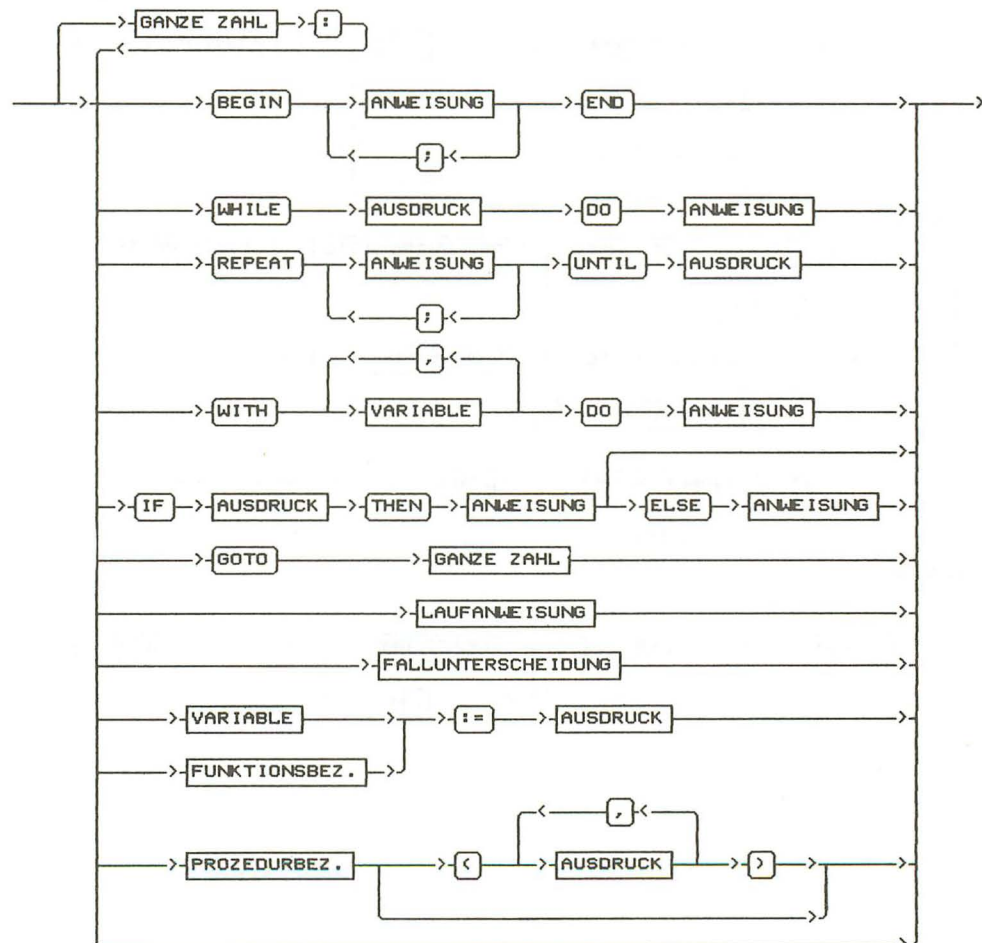 GANZE ZAHL :
BEGIN ANWEISUNG END
;
WHILE AUSDRUCK DO ANWEISUNG
REPEAT ANWEISUNG UNTIL AUSDRUCK
;
,
WITH VARIABLE DO ANWEISUNG
IF AUSDRUCK THEN ANWEISUNG ELSE ANWEISUNG
GOTO GANZE ZAHL
LAUFANWEISUNG
FALLUNTERSCHEIDUNG
VARIABLE := AUSDRUCK
FUNKTIONSBEZ.
,
PROZEDURBEZ. ( AUSDRUCK )